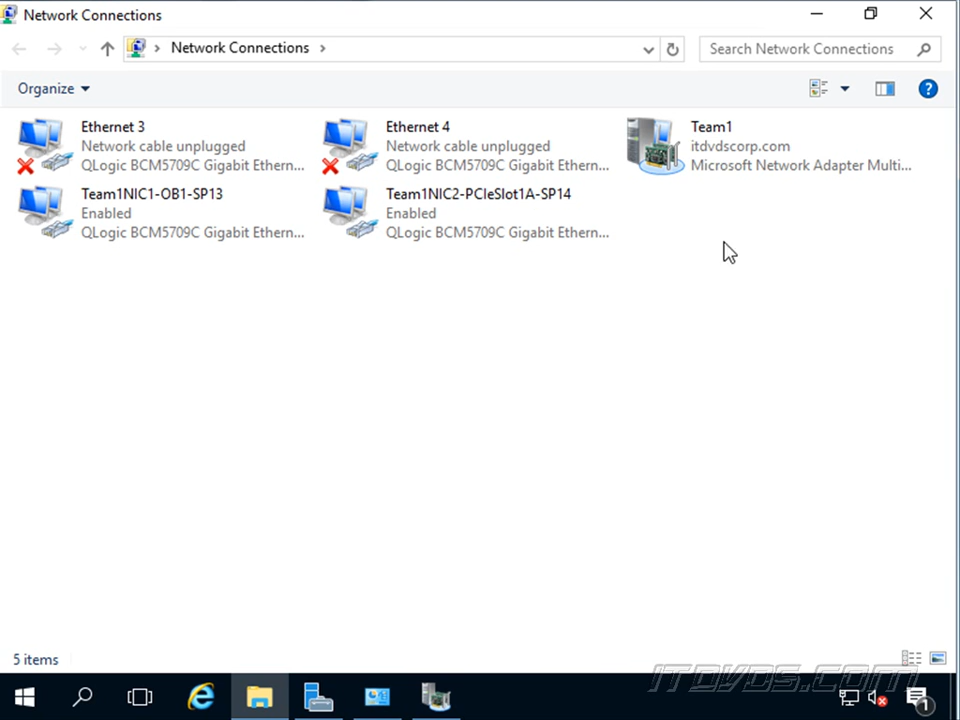 Network Connections
Network Connections
Search Network Connections
Organize
Ethernet 3
Network cable unplugged
QLogic BCM5709C Gigabit Ethern...
Ethernet 4
Network cable unplugged
QLogic BCM5709C Gigabit Ethern...
Team1
itdvdscorp.com
Microsoft Network Adapter Multi...
Team1NIC1-OB1-SP13
Enabled
QLogic BCM5709C Gigabit Ethern...
Team1NIC2-PCIeSlot1A-SP14
Enabled
QLogic BCM5709C Gigabit Ethern...
5 items
ITDVDS.COM
1